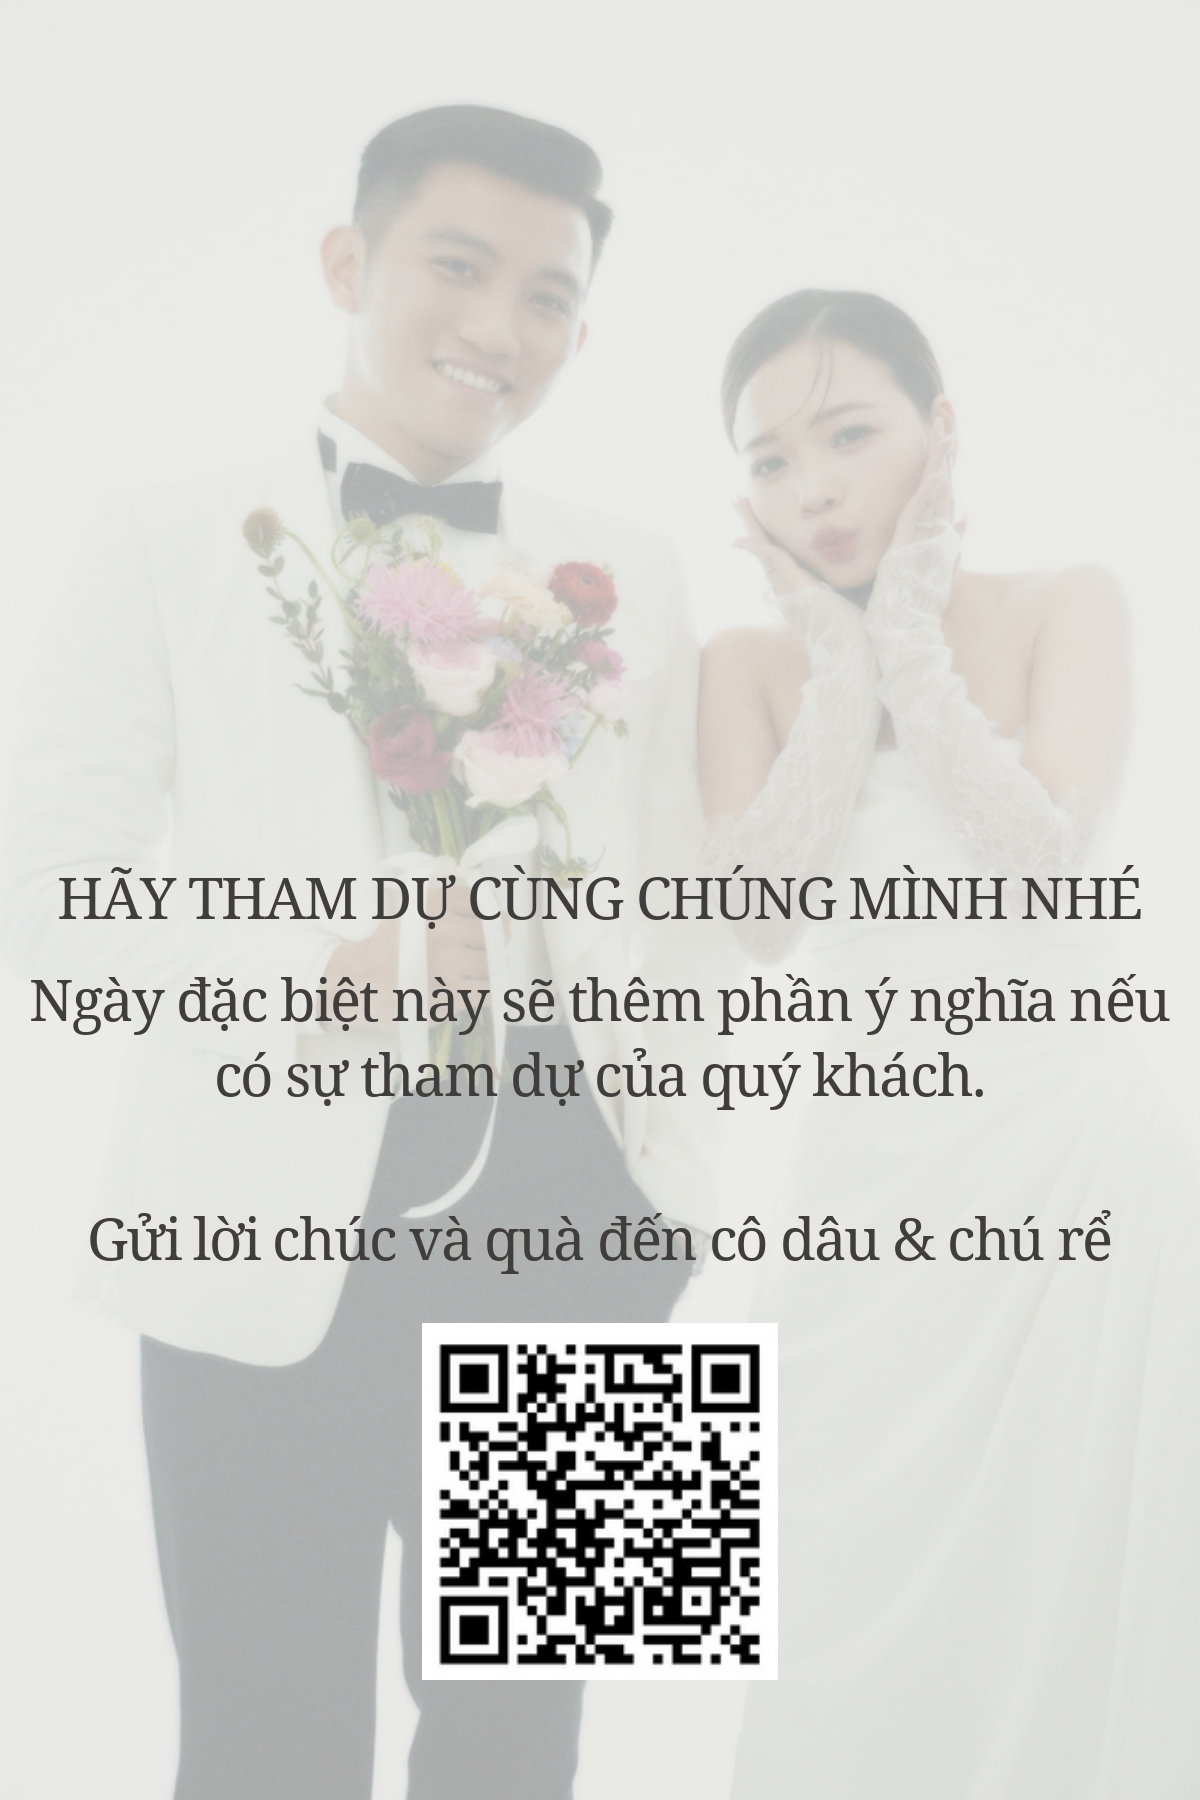 HÃY THAM DỰ CÙNG CHÚNG MÌNH NHÉ
Ngày đặc biệt này sẽ thêm phần ý nghĩa nếu
có sự tham dự của quý khách.
Gửi lời chúc và quà đến cô dâu & chú rể